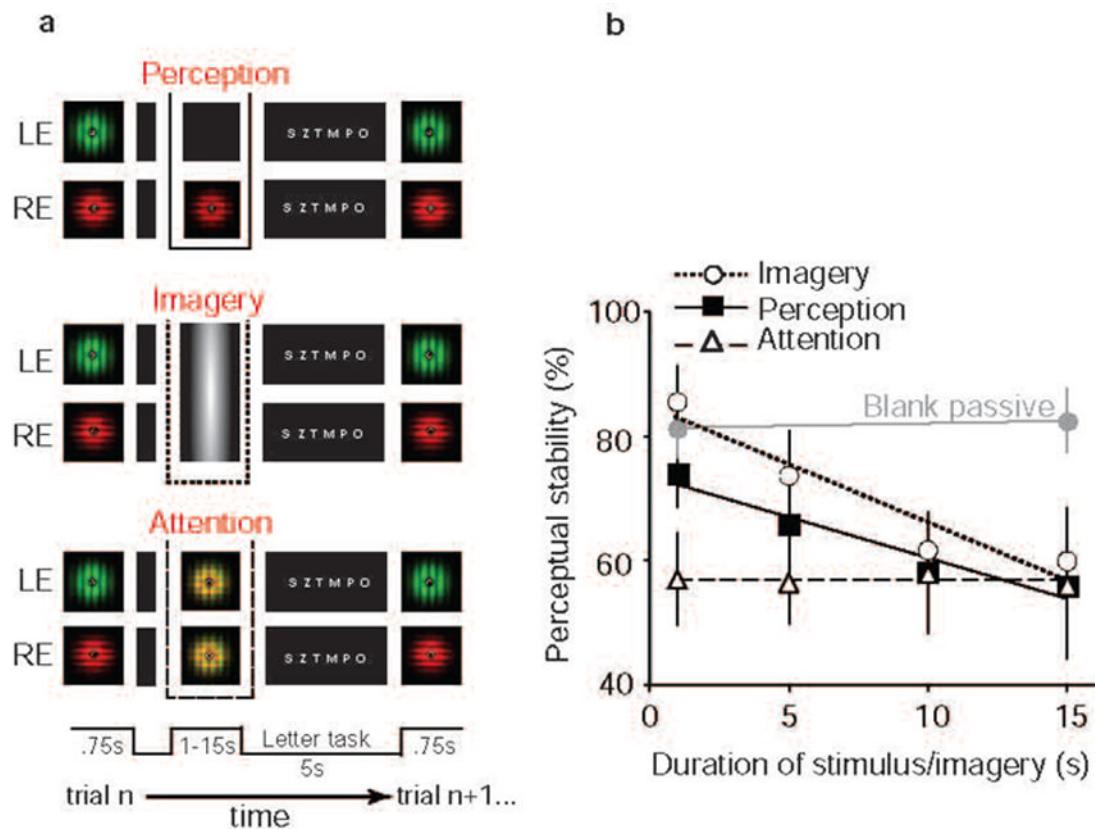 a
Perception
LE
S Z T M P O
RE
S Z T M P O
Imagery
LE
S Z T M P O
RE
S Z T M P O
Attention
LE
S Z T M P O
RE
S Z T M P O
.75s
1-15s
Letter task
5s
.75s
trial n
time
trial n+1...
b
Imagery
Perception
Attention
Blank passive
Perceptual stability (%)
100
80
60
40
0
5
10
15
Duration of stimulus/imagery (s)